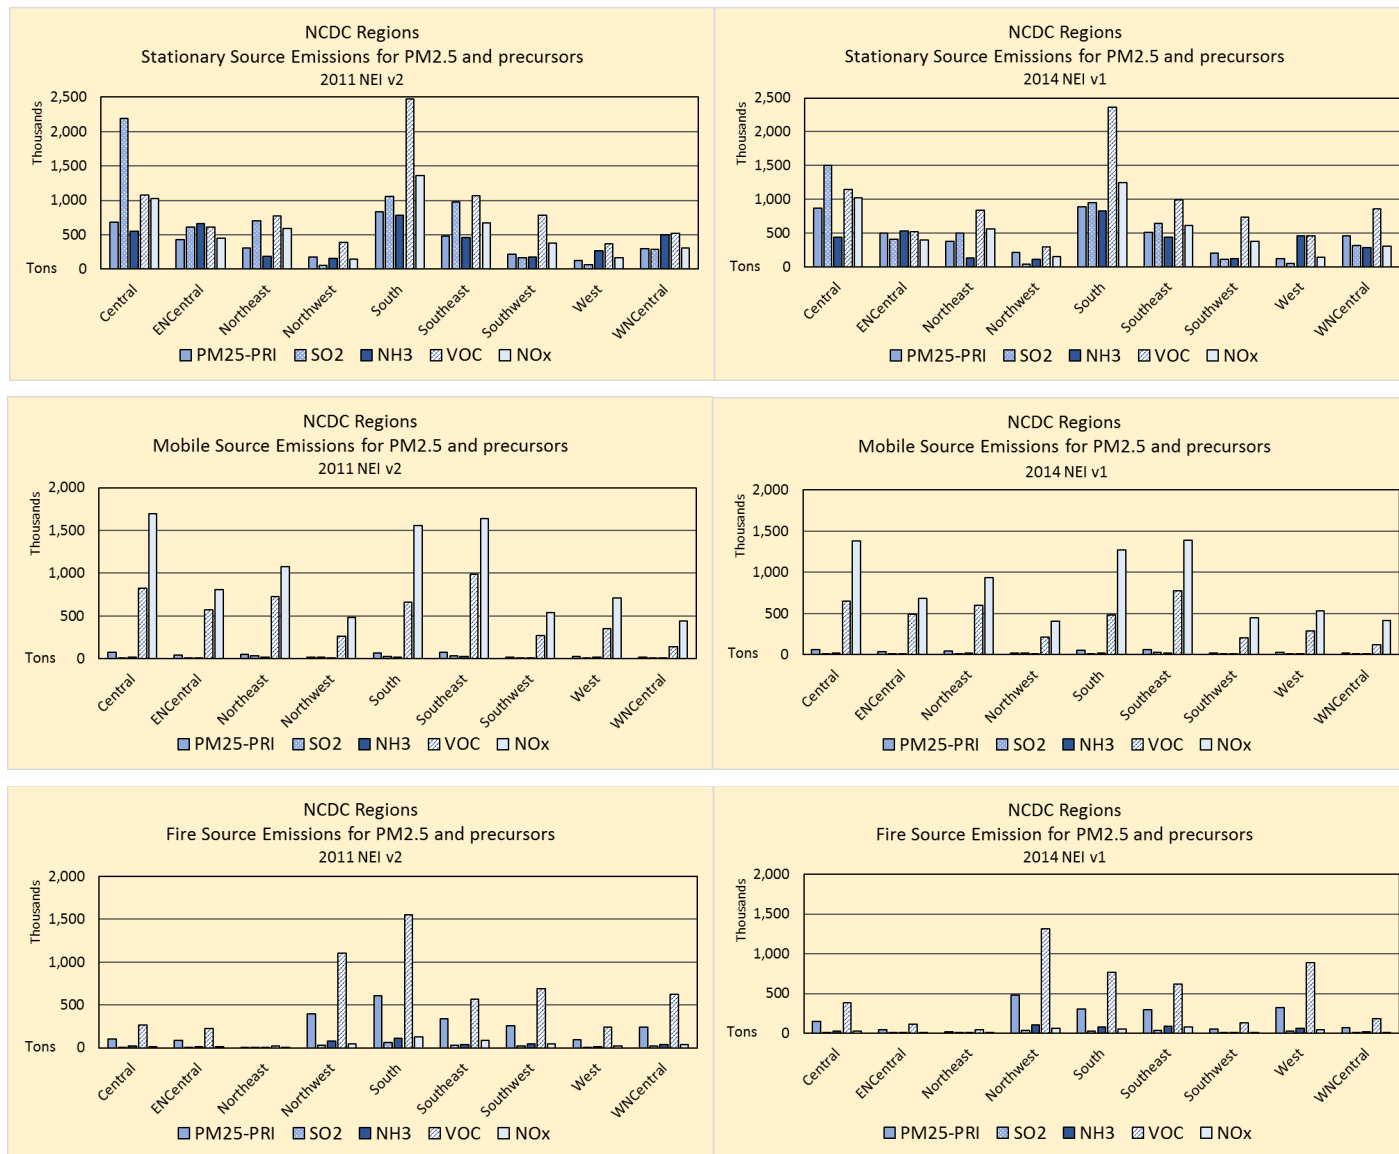 NCDC Regions
Stationary Source Emissions for PM2.5 and precursors
2011 NEI v2
Thousands
2,500
2,000
1,500
1,000
500
0
Tons
Central
ENCentral
Northeast
Northwest
South
Southeast
Southwest
West
WNCentral
PM25-PRI SO2 NH3 VOC NOx
NCDC Regions
Stationary Source Emissions for PM2.5 and precursors
2014 NEI v1
Thousands
2,500
2,000
1,500
1,000
500
0
Tons
Central
ENCentral
Northeast
Northwest
South
Southeast
Southwest
West
WNCentral
PM25-PRI SO2 NH3 VOC NOx
NCDC Regions
Mobile Source Emissions for PM2.5 and precursors
2011 NEI v2
Thousands
2,000
1,500
1,000
500
0
Tons
Central
ENCentral
Northeast
Northwest
South
Southeast
Southwest
West
WNCentral
PM25-PRI SO2 NH3 VOC NOx
NCDC Regions
Mobile Source Emissions for PM2.5 and precursors
2014 NEI v1
Thousands
2,000
1,500
1,000
500
0
Tons
Central
ENCentral
Northeast
Northwest
South
Southeast
Southwest
West
WNCentral
PM25-PRI SO2 NH3 VOC NOx
NCDC Regions
Fire Source Emissions for PM2.5 and precursors
2011 NEI v2
Thousands
2,000
1,500
1,000
500
0
Tons
Central
ENCentral
Northeast
Northwest
South
Southeast
Southwest
West
WNCentral
PM25-PRI SO2 NH3 VOC NOx
NCDC Regions
Fire Source Emission for PM2.5 and precursors
2014 NEI v1
Thousands
2,000
1,500
1,000
500
0
Tons
Central
ENCentral
Northeast
Northwest
South
Southeast
Southwest
West
WNCentral
PM25-PRI SO2 NH3 VOC NOx